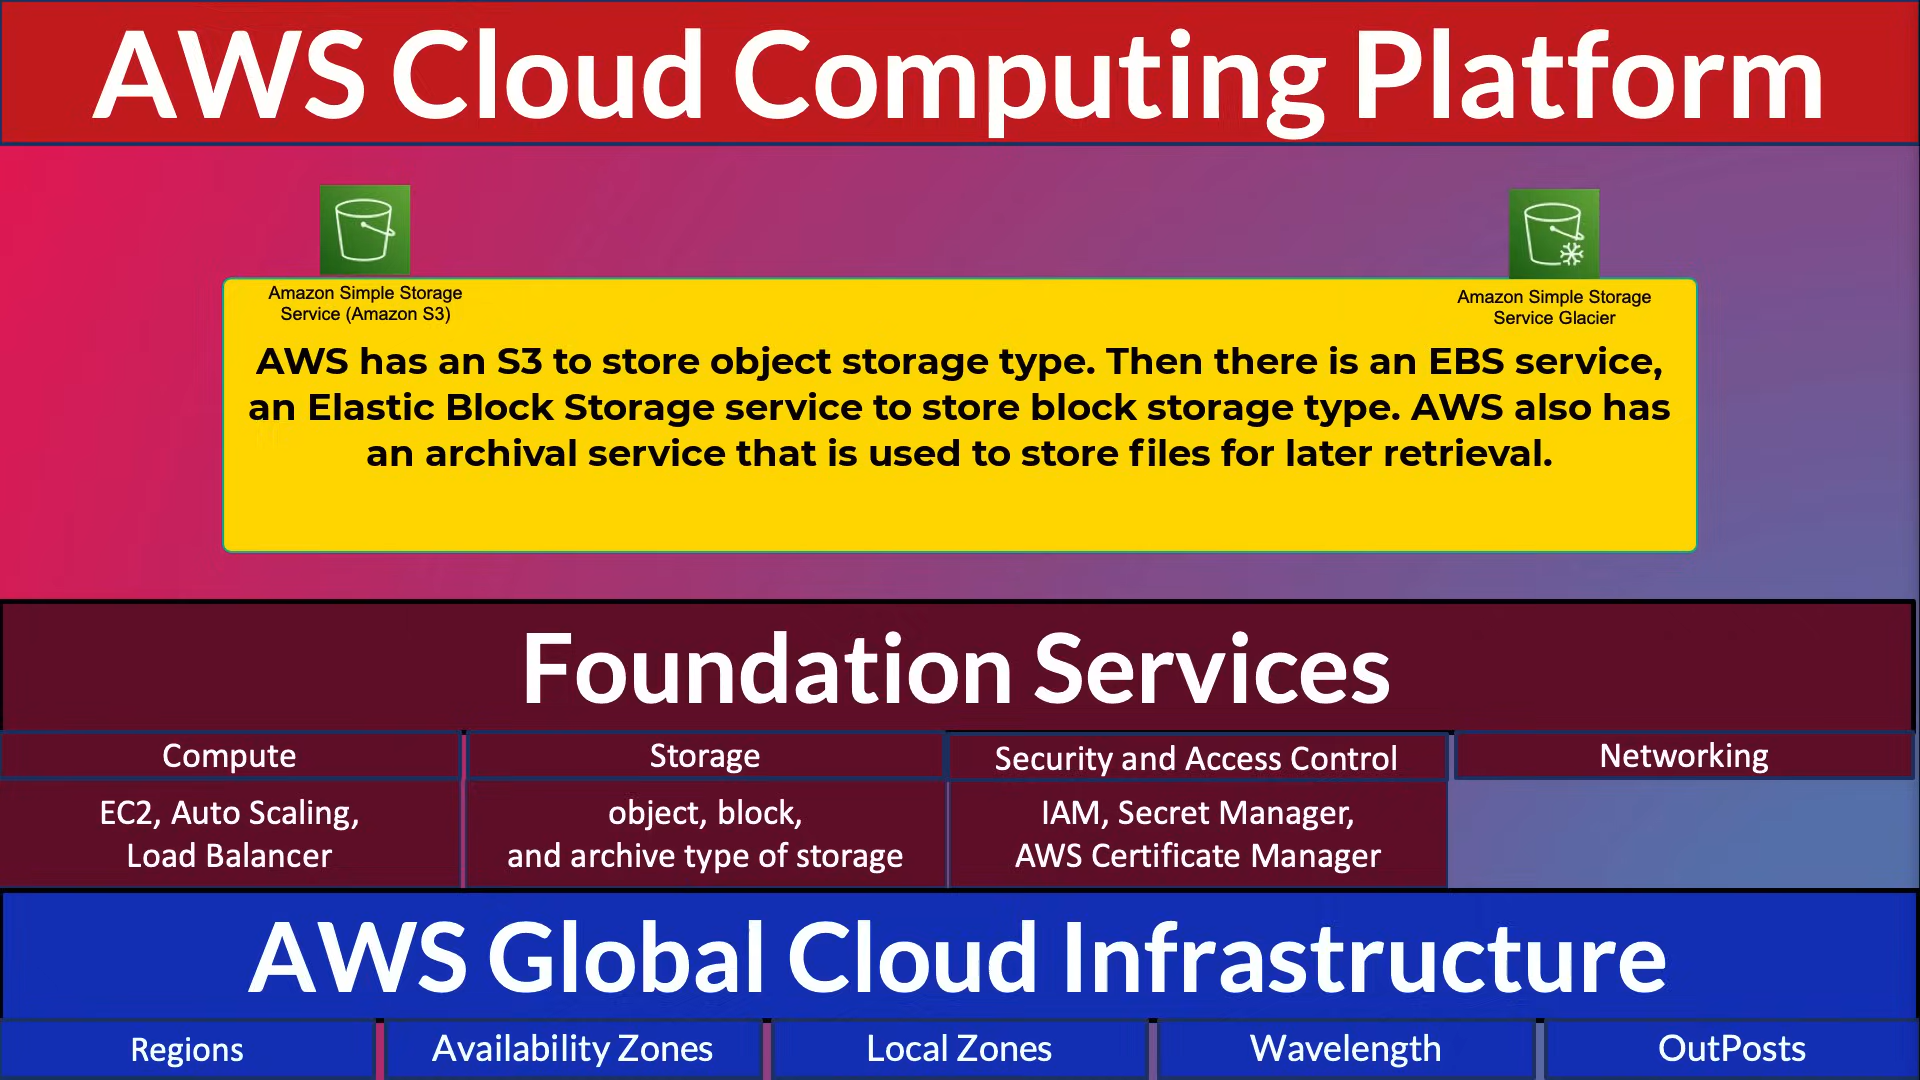 AWS Cloud Computing Platform
Amazon Simple Storage
Service (Amazon S3)
Amazon Simple Storage
Service Glacier
AWS has an S3 to store object storage type. Then there is an EBS service,
an Elastic Block Storage service to store block storage type. AWS also has
an archival service that is used to store files for later retrieval.
Foundation Services
Compute
Storage
Security and Access Control
Networking
EC2, Auto Scaling,
Load Balancer
object, block,
and archive type of storage
IAM, Secret Manager,
AWS Certificate Manager
AWS Global Cloud Infrastructure
Regions
Availability Zones
Local Zones
Wavelength
OutPosts